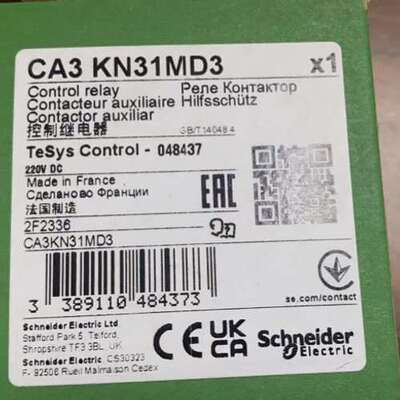 CA3 KN31MD3 x1
Control relay Реле Контактор
Contacteur auxiliaire Hilfsschütz
Contactor auxiliar
控制继电器 GB/T14048.4
TeSys Control - 048437
220V DC
Made in France
Сделановo Франции
法国制造
EAC
2F2336
CA3KN31MD3
3 389110 484373
se.com/contact
Schneider Electric Ltd
Stafford Park 5, Telford,
Shropshire TF3 3BL, UK
Schneider Electric, CS30323
F- 92506 Rueil Malmaison Cedex
CE UK CA
Schneider Electric